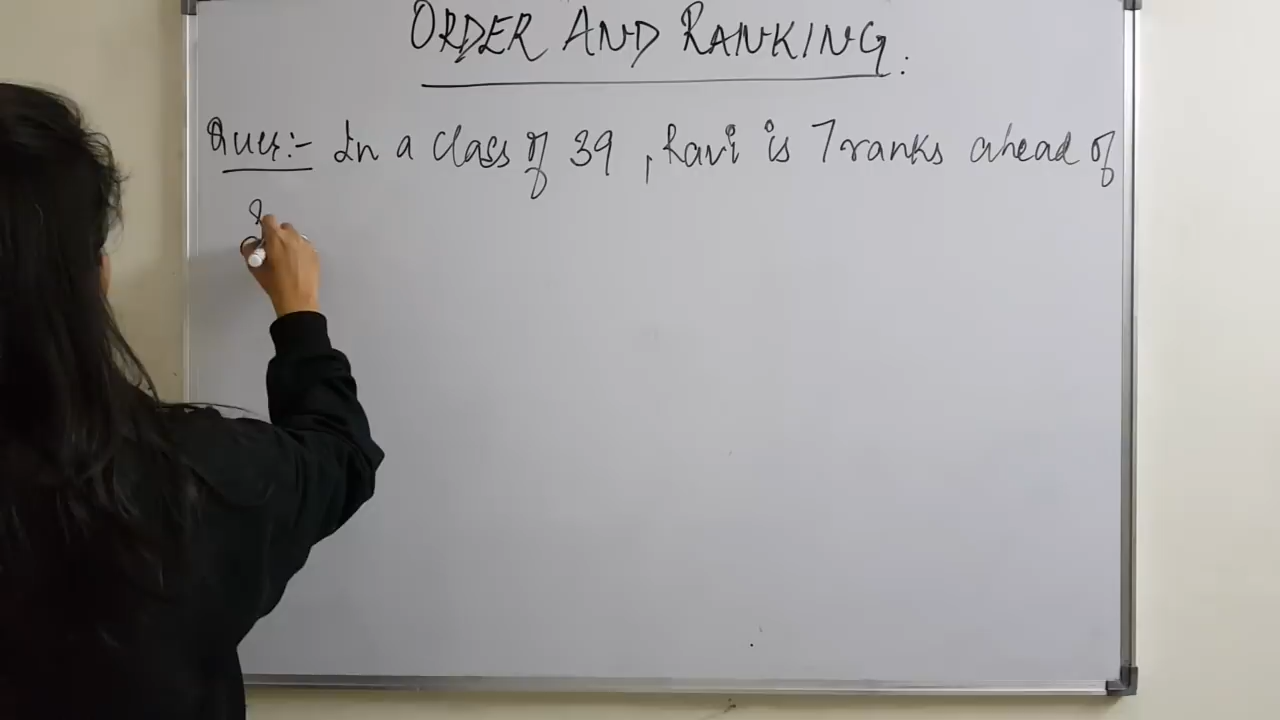 ORDER AND RANKING.
Ques:- In a class of 39, Ravi is 7 ranks ahead of